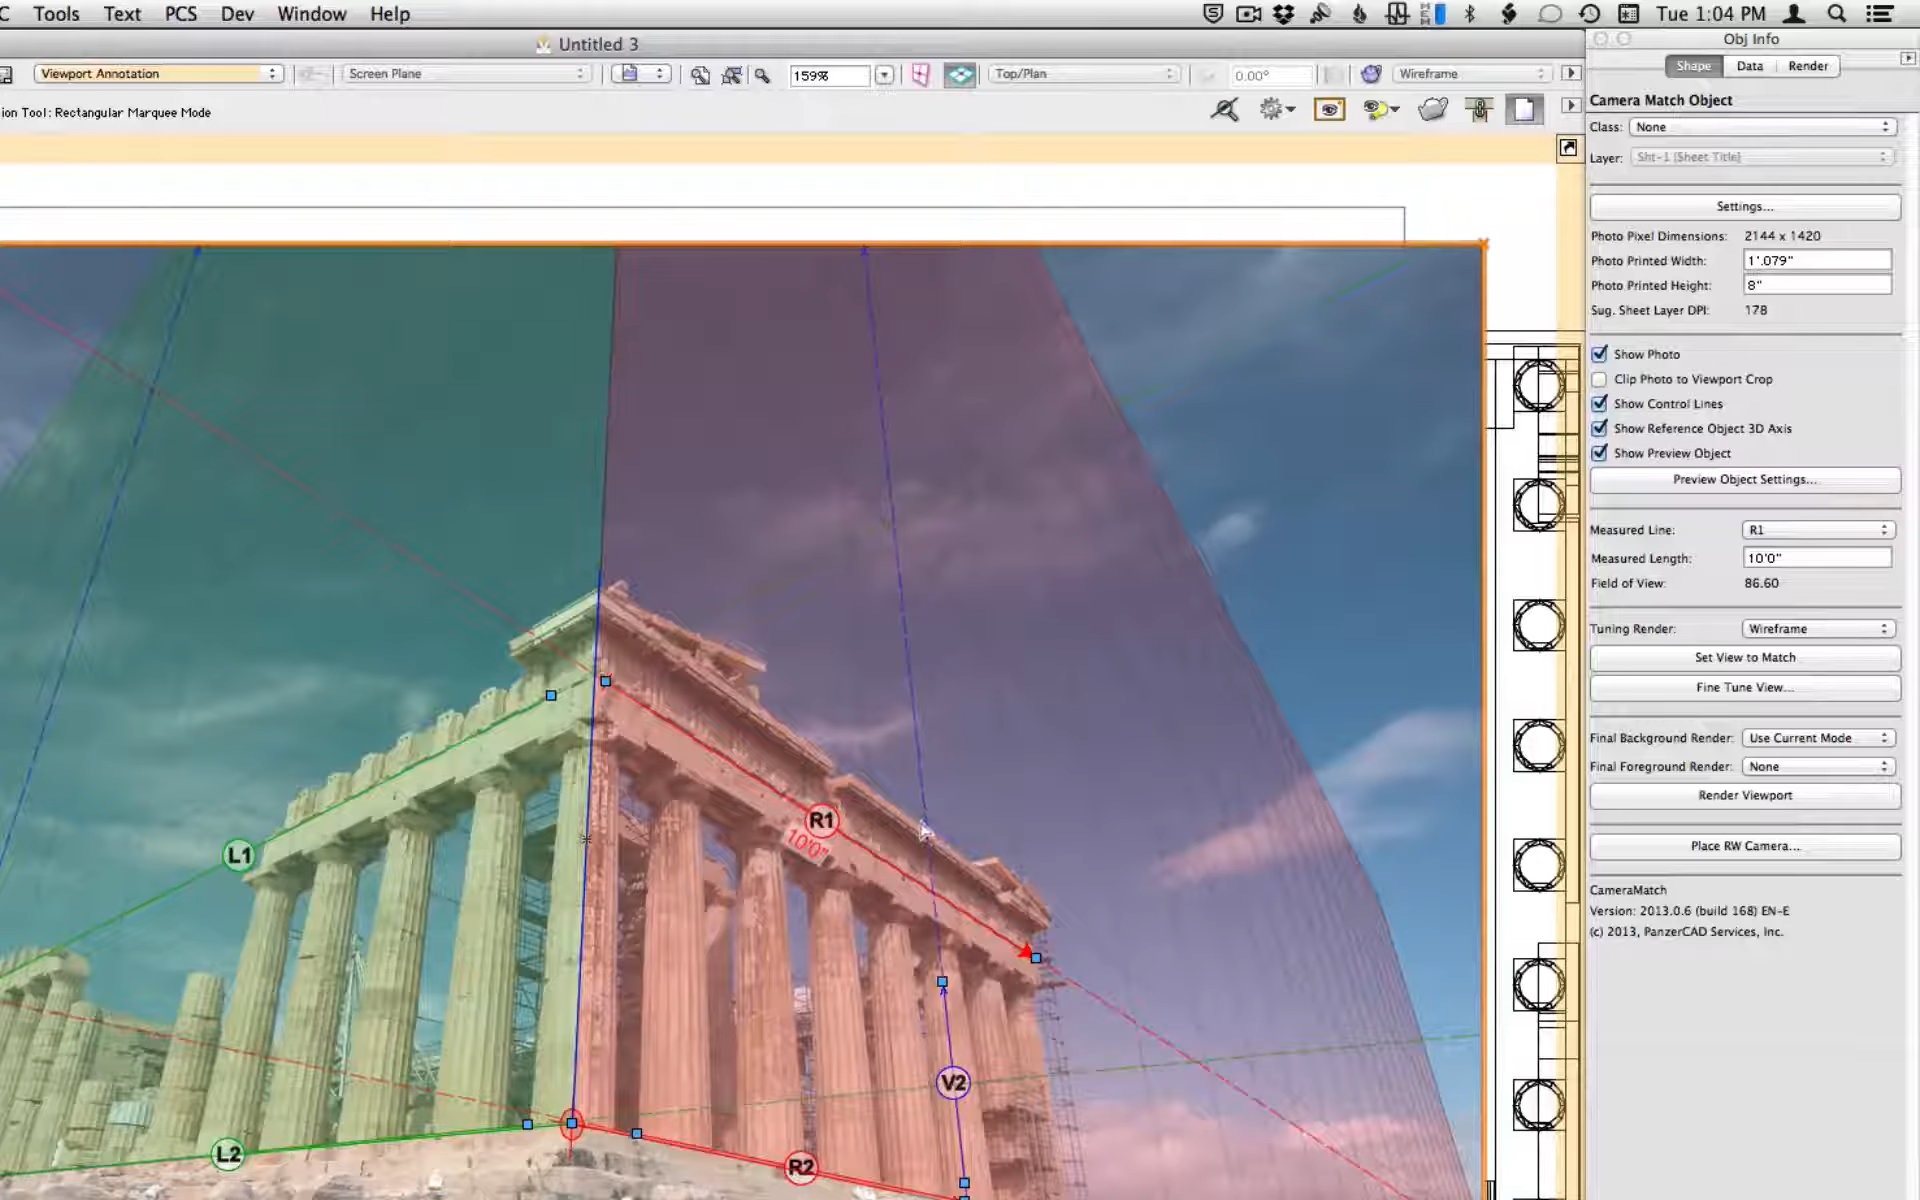 C Tools Text PCS Dev Window Help Tue 1:04 PM
Untitled 3
Obj Info
Viewport Annotation Screen Plane 159% Top/Plan 0.00° Wireframe
Shape Data Render
ion Tool: Rectangular Marquee Mode
Camera Match Object
Class: None
Layer: Sht-1 [Sheet Title]
Settings...
Photo Pixel Dimensions: 2144 x 1420
Photo Printed Width: 1'.079"
Photo Printed Height: 8"
Sug. Sheet Layer DPI: 178
Show Photo
Clip Photo to Viewport Crop
Show Control Lines
Show Reference Object 3D Axis
Show Preview Object
Preview Object Settings...
Measured Line: R1
Measured Length: 10'0"
Field of View: 86.60
Tuning Render: Wireframe
Set View to Match
Fine Tune View...
Final Background Render: Use Current Mode
Final Foreground Render: None
Render Viewport
Place RW Camera...
CameraMatch
Version: 2013.0.6 (build 168) EN-E
(c) 2013, PanzerCAD Services, Inc.
R1
10'0"
L1
V2
L2
R2